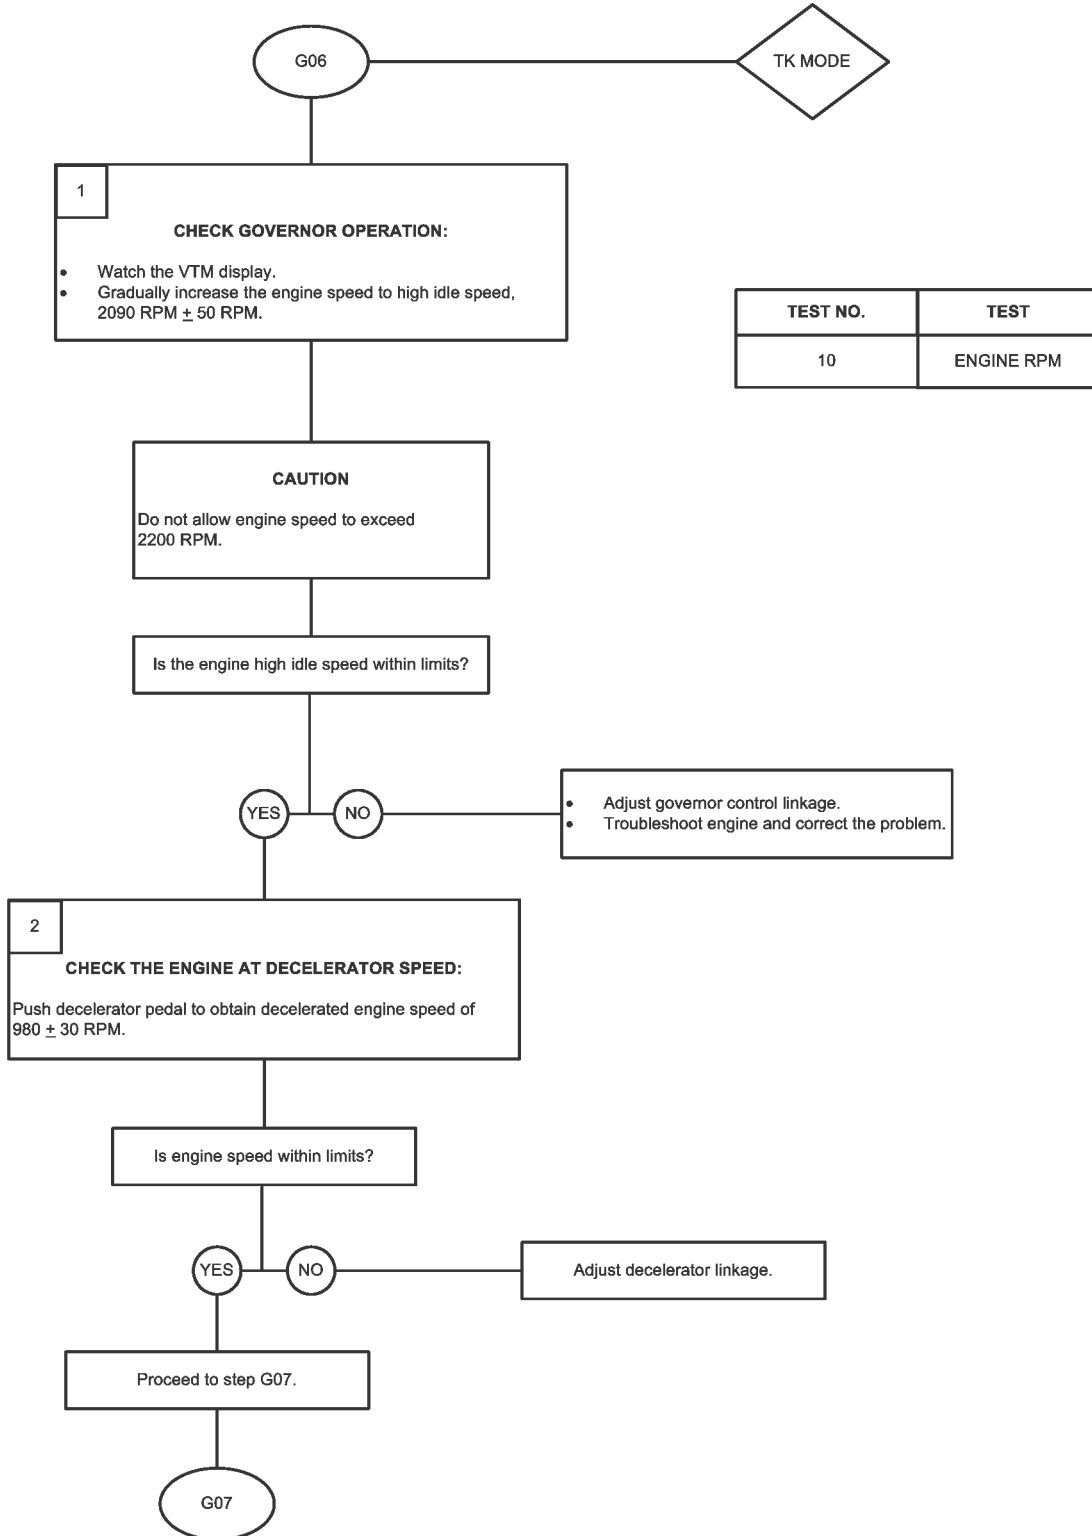 G06
TK MODE
1
CHECK GOVERNOR OPERATION:
• Watch the VTM display.
• Gradually increase the engine speed to high idle speed,
2090 RPM ± 50 RPM.
TEST NO. TEST
10 ENGINE RPM
CAUTION
Do not allow engine speed to exceed
2200 RPM.
Is the engine high idle speed within limits?
YES NO
• Adjust governor control linkage.
• Troubleshoot engine and correct the problem.
2
CHECK THE ENGINE AT DECELERATOR SPEED:
Push decelerator pedal to obtain decelerated engine speed of
980 ± 30 RPM.
Is engine speed within limits?
YES NO
Adjust decelerator linkage.
Proceed to step G07.
G07